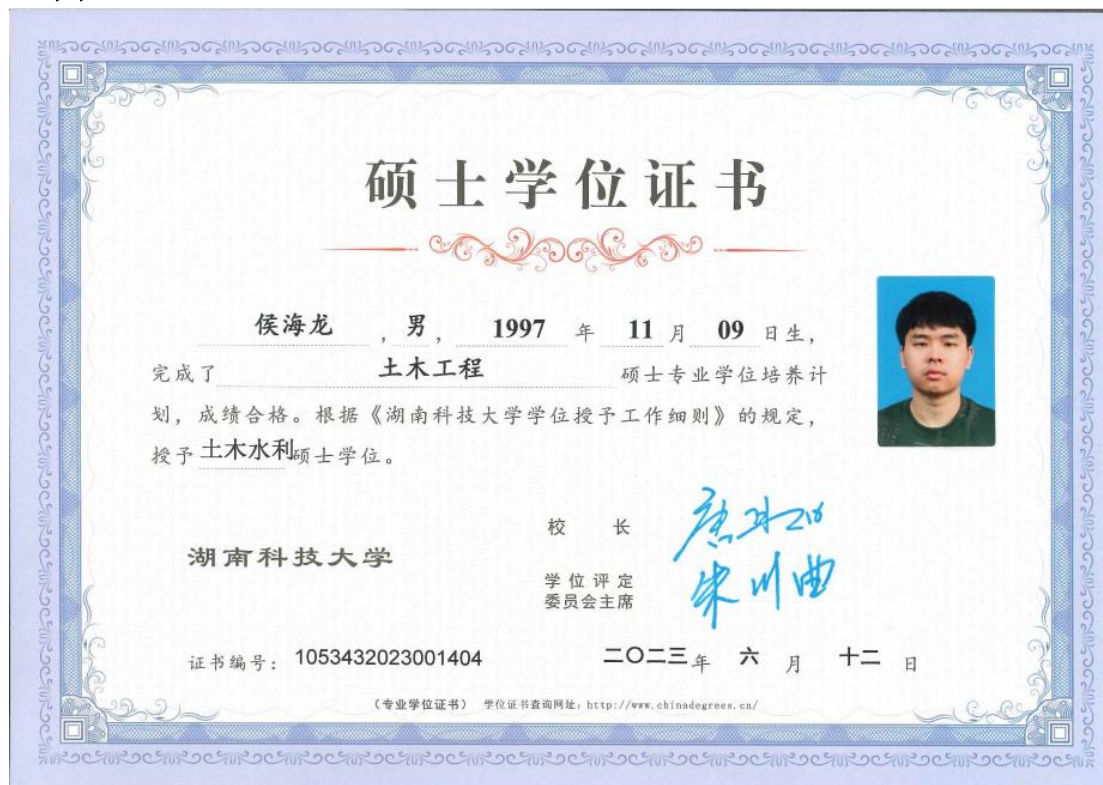 硕士学位证书
侯海龙 ，男， 1997 年 11 月 09 日生，
完成了 土木工程 硕士专业学位培养计
划，成绩合格。根据《湖南科技大学学位授予工作细则》的规定，
授予 土木水利硕士学位。
校 长
湖南科技大学
学位评定
委员会主席
朱川曲
证书编号： 1053432023001404
二〇二三年 六 月 十二 日
（专业学位证书） 学位证书查询网址：http://www.chinadegrees.cn/